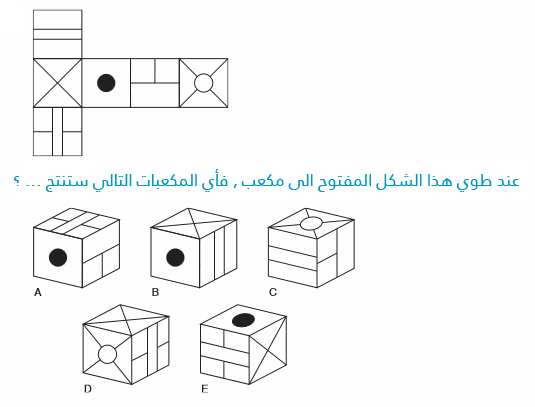 عند طوي هذا الشكل المفتوح الى مكعب , فأي المكعبات التالي ستنتج ... ؟
A
B
C
D
E